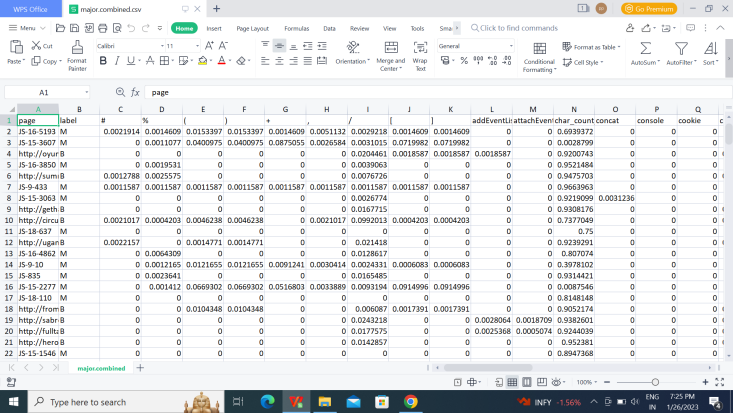 WPS Office major.combined.csv + Go Premium
Menu Home Insert Page Layout Formulas Data Review View Tools Sma Click to find commands
Paste Cut Copy Format Painter Calibri 11 A A B I U A A Orientation Merge and Center Wrap Text General % 000 Conditional Formatting Format as Table Cell Style AutoSum AutoFilter Sort
A1 fx page
A B C D E F G H I J K L M N O P Q
1 page label # % ( ) + , / [ ] addEventLi attachEven char_count concat console cookie c
2 JS-16-5193 M 0.0021914 0.0014609 0.0153397 0.0153397 0.0014609 0.0051132 0.0029218 0.0014609 0.0014609 0 0 0.6939372 0 0 0
3 JS-15-3607 M 0 0.0011077 0.0400975 0.0400975 0.0875055 0.0026584 0.0031015 0.0719982 0.0719982 0 0 0.0028799 0 0 0
4 http://oyur B 0 0 0 0 0 0 0.0204461 0.0018587 0.0018587 0.0018587 0 0.9200743 0 0 0
5 JS-16-3850 M 0 0.0019531 0 0 0 0 0.0039063 0 0 0 0 0.9521484 0 0 0
6 http://sumi B 0.0012788 0.0025575 0 0 0 0 0.0076726 0 0 0 0 0.9475703 0 0 0
7 JS-9-433 M 0.0011587 0.0011587 0.0011587 0.0011587 0.0011587 0.0011587 0.0011587 0.0011587 0.0011587 0 0 0.9663963 0 0 0
8 JS-15-3063 M 0 0 0 0 0 0 0.0026774 0 0 0 0 0.9219099 0.0031236 0 0
9 http://geth B 0 0 0 0 0 0 0.0167715 0 0 0 0 0.9308176 0 0 0
10 http://circu B 0.0021017 0.0004203 0.0046238 0.0046238 0 0.0021017 0.0992013 0.0004203 0.0004203 0 0 0.7377049 0 0 0
11 JS-18-637 M 0 0 0 0 0 0 0 0 0 0 0 0.75 0 0 0
12 http://ugan B 0.0022157 0 0.0014771 0.0014771 0 0 0.021418 0 0 0 0 0.9239291 0 0 0
13 JS-16-4862 M 0 0.0064309 0 0 0 0 0.0128617 0 0 0 0 0.807074 0 0 0
14 JS-9-10 M 0 0.0012165 0.0121655 0.0121655 0.0091241 0.0030414 0.0024331 0.0006083 0.0006083 0 0 0.3978102 0 0 0
15 JS-835 M 0 0.0023641 0 0 0 0 0.0165485 0 0 0 0 0.9314421 0 0 0
16 JS-15-2277 M 0 0.001412 0.0669302 0.0669302 0.0516803 0.0033889 0.0093194 0.0914996 0.0914996 0 0 0.0087546 0 0 0
17 JS-18-110 M 0 0 0 0 0 0 0 0 0 0 0 0.8148148 0 0 0
18 http://from B 0 0 0.0104348 0.0104348 0 0 0.006087 0.0017391 0.0017391 0 0 0.9052174 0 0 0
19 http://sabri B 0 0 0 0 0 0 0.0243218 0 0 0.0028064 0.0018709 0.9382601 0 0 0
20 http://fullt B 0 0 0 0 0 0 0.0177575 0 0 0.0025368 0.0005074 0.9244039 0 0 0
21 http://hero B 0 0 0 0 0 0 0.0142857 0 0 0 0 0.952381 0 0 0
22 JS-15-1546 M 0 0 0 0 0 0 0 0 0 0 0 0.8947368 0 0 0
major.combined +
100% - +
Type here to search INFY -1.56% ENG IN 7:25 PM 1/26/2023